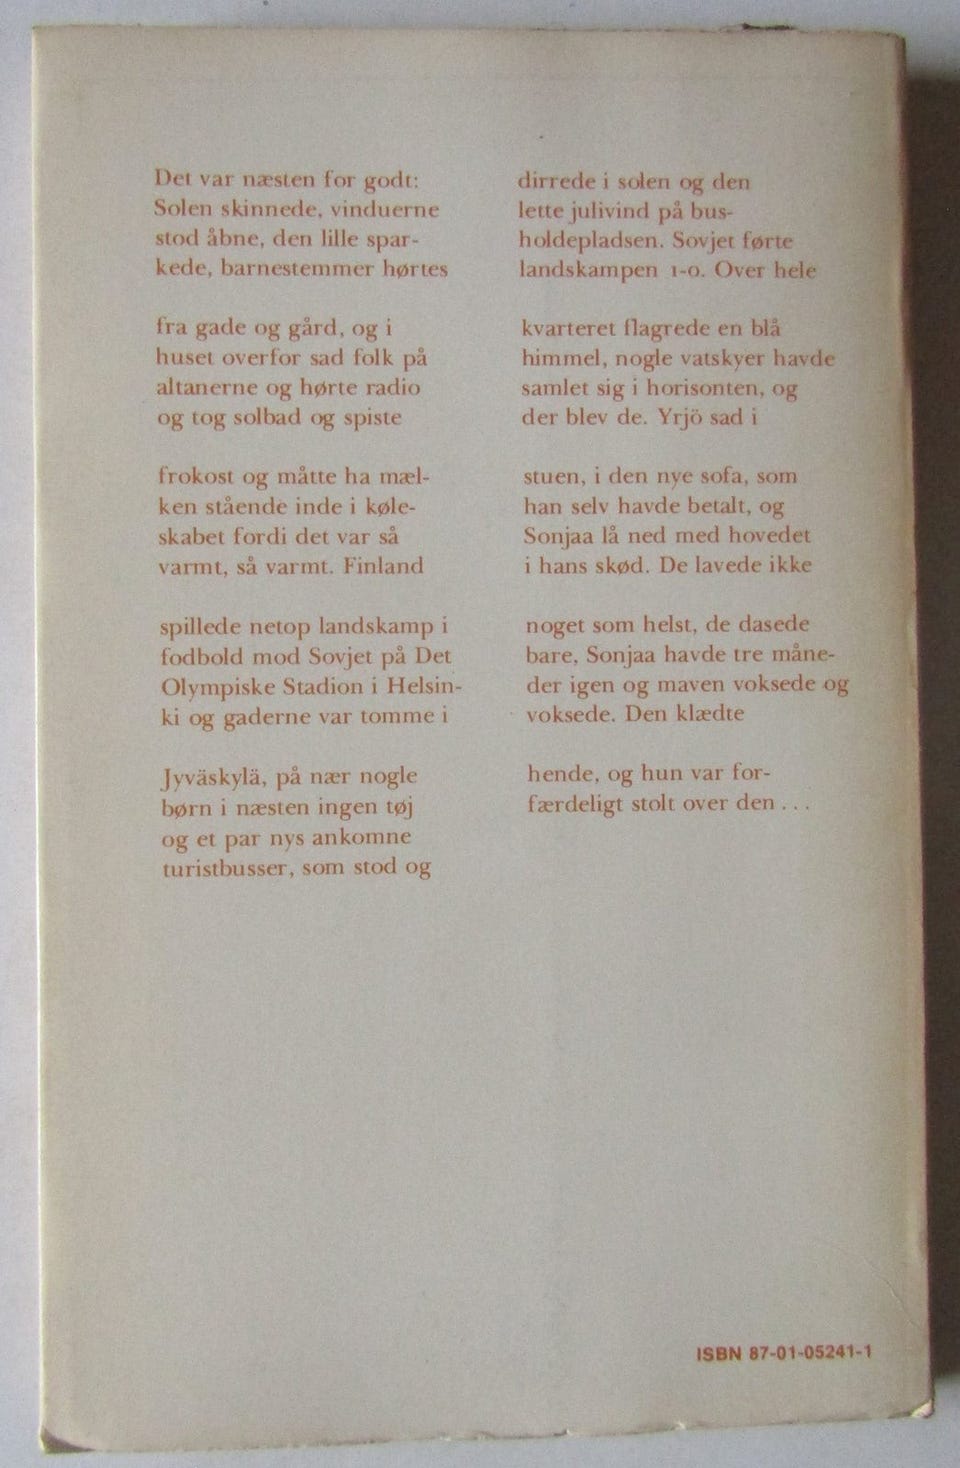 Det var næsten for godt:
Solen skinnede, vinduerne
stod åbne, den lille spar-
kede, barnestemmer hørtes
fra gade og gård, og i
huset overfor sad folk på
altanerne og hørte radio
og tog solbad og spiste
frokost og måtte ha mæl-
ken stående inde i køle-
skabet fordi det var så
varmt, så varmt. Finland
spillede netop landskamp i
fodbold mod Sovjet på Det
Olympiske Stadion i Helsin-
ki og gaderne var tomme i
Jyväskylä, på nær nogle
børn i næsten ingen tøj
og et par nys ankomne
turistbusser, som stod og
dirrede i solen og den
lette julivind på bus-
holdepladsen. Sovjet førte
landskampen 1-0. Over hele
kvarteret flagrede en blå
himmel, nogle vatskyer havde
samlet sig i horisonten, og
der blev de. Yrjö sad i
stuen, i den nye sofa, som
han selv havde betalt, og
Sonjaa lå ned med hovedet
i hans skød. De lavede ikke
noget som helst, de dasede
bare, Sonjaa havde tre måne-
der igen og maven voksede og
voksede. Den klædte
hende, og hun var for-
færdeligt stolt over den ...
ISBN 87-01-05241-1